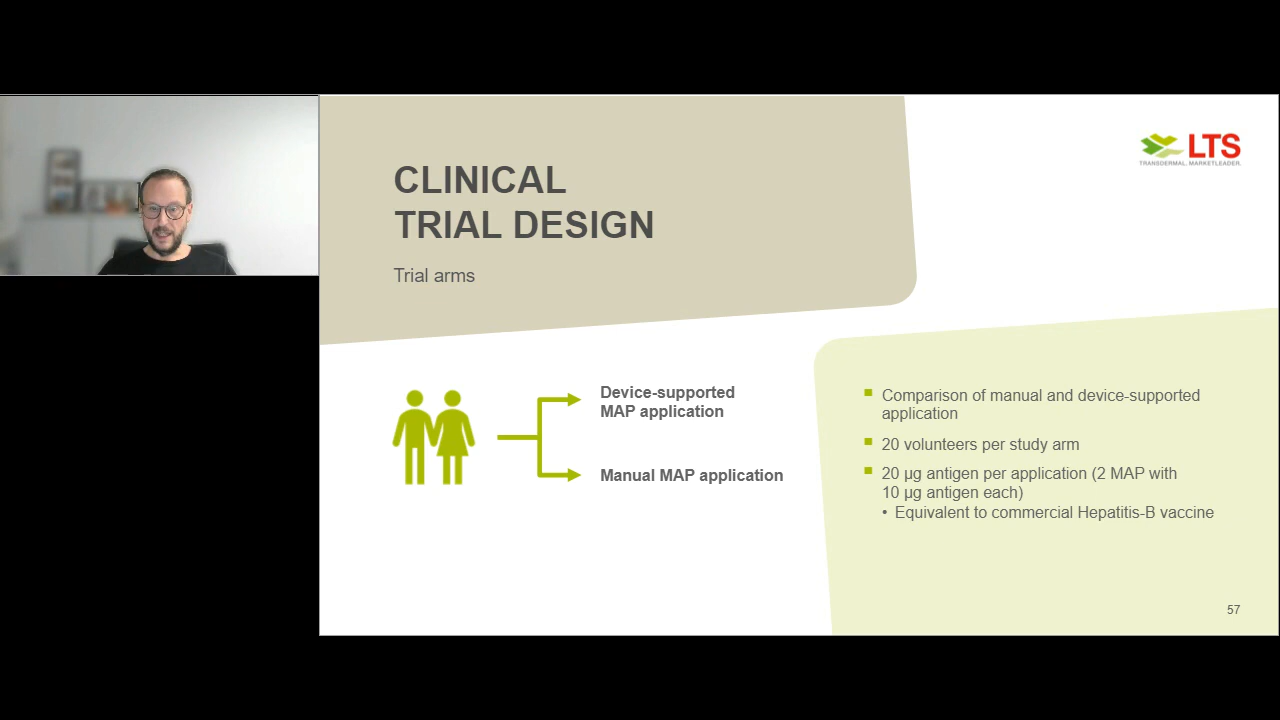 LTS
TRANSDERMAL. MARKETLEADER.
CLINICAL
TRIAL DESIGN
Trial arms
Device-supported
MAP application
Manual MAP application
▪ Comparison of manual and device-supported
application
▪ 20 volunteers per study arm
▪ 20 µg antigen per application (2 MAP with
10 µg antigen each)
• Equivalent to commercial Hepatitis-B vaccine
57